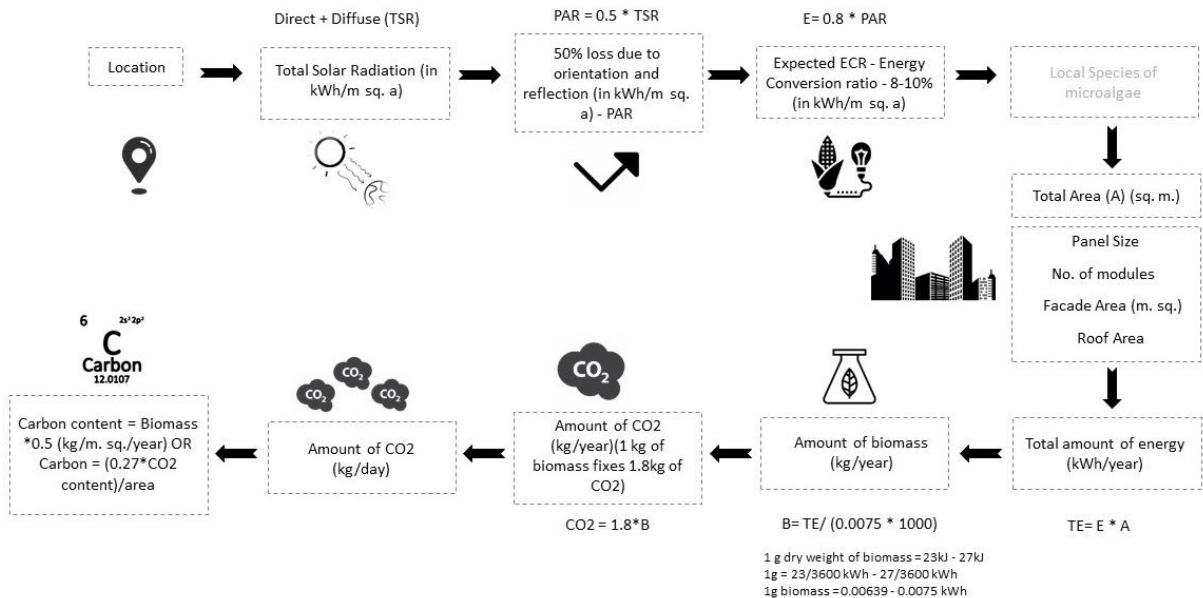 Direct + Diffuse (TSR)
PAR = 0.5 * TSR
E= 0.8 * PAR
Location
Total Solar Radiation (in
kWh/m sq. a)
50% loss due to
orientation and
reflection (in kWh/m sq.
a) - PAR
Expected ECR - Energy
Conversion ratio - 8-10%
(in kWh/m sq. a)
Local Species of
microalgae
Total Area (A) (sq. m.)
Panel Size
No. of modules
Facade Area (m. sq.)
Roof Area
Total amount of energy
(kWh/year)
TE= E * A
Amount of biomass
(kg/year)
B= TE/ (0.0075 * 1000)
1 g dry weight of biomass = 23kJ - 27kJ
1g = 23/3600 kWh - 27/3600 kWh
1g biomass = 0.00639 - 0.0075 kWh
CO2
Amount of CO2
(kg/year)(1 kg of
biomass fixes 1.8kg of
CO2)
CO2 = 1.8*B
CO2
CO2
CO2
Amount of CO2
(kg/day)
6
2s² 2p²
C
Carbon
12.0107
Carbon content = Biomass
*0.5 (kg/m. sq./year) OR
Carbon = (0.27*CO2
content)/area